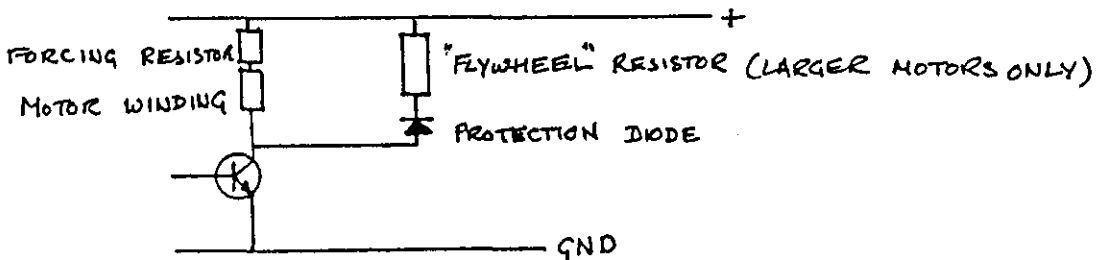 +
FORCING RESISTOR
"FLYWHEEL" RESISTOR (LARGER MOTORS ONLY)
MOTOR WINDING
PROTECTION DIODE
GND